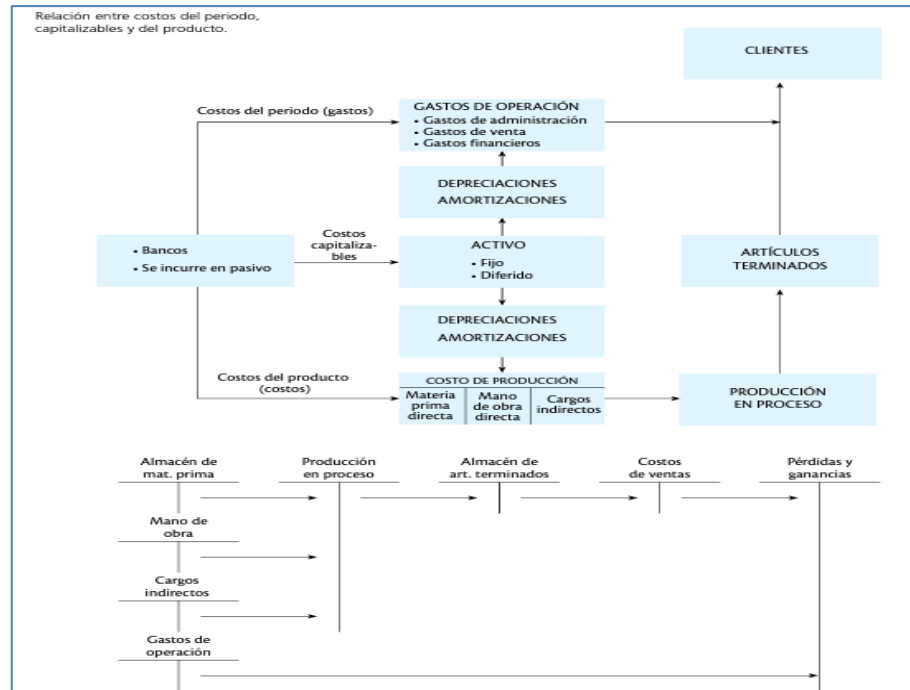 Relación entre costos del periodo,
capitalizables y del producto.
CLIENTES
Costos del periodo (gastos)
GASTOS DE OPERACIÓN
• Gastos de administración
• Gastos de venta
• Gastos financieros
DEPRECIACIONES
AMORTIZACIONES
• Bancos
• Se incurre en pasivo
Costos
capitaliza-
bles
ACTIVO
• Fijo
• Diferido
ARTÍCULOS
TERMINADOS
DEPRECIACIONES
AMORTIZACIONES
Costos del producto
(costos)
COSTO DE PRODUCCIÓN
Materia
prima
directa
Mano
de obra
directa
Cargos
indirectos
PRODUCCIÓN
EN PROCESO
Almacén de
mat. prima
Producción
en proceso
Almacén de
art. terminados
Costos
de ventas
Pérdidas y
ganancias
Mano de
obra
Cargos
indirectos
Gastos de
operación